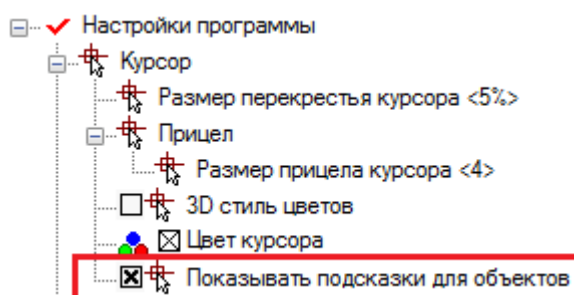 Настройки программы
Курсор
Размер перекрестья курсора <5%>
Прицел
Размер прицела курсора <4>
3D стиль цветов
Цвет курсора
Показывать подсказки для объектов